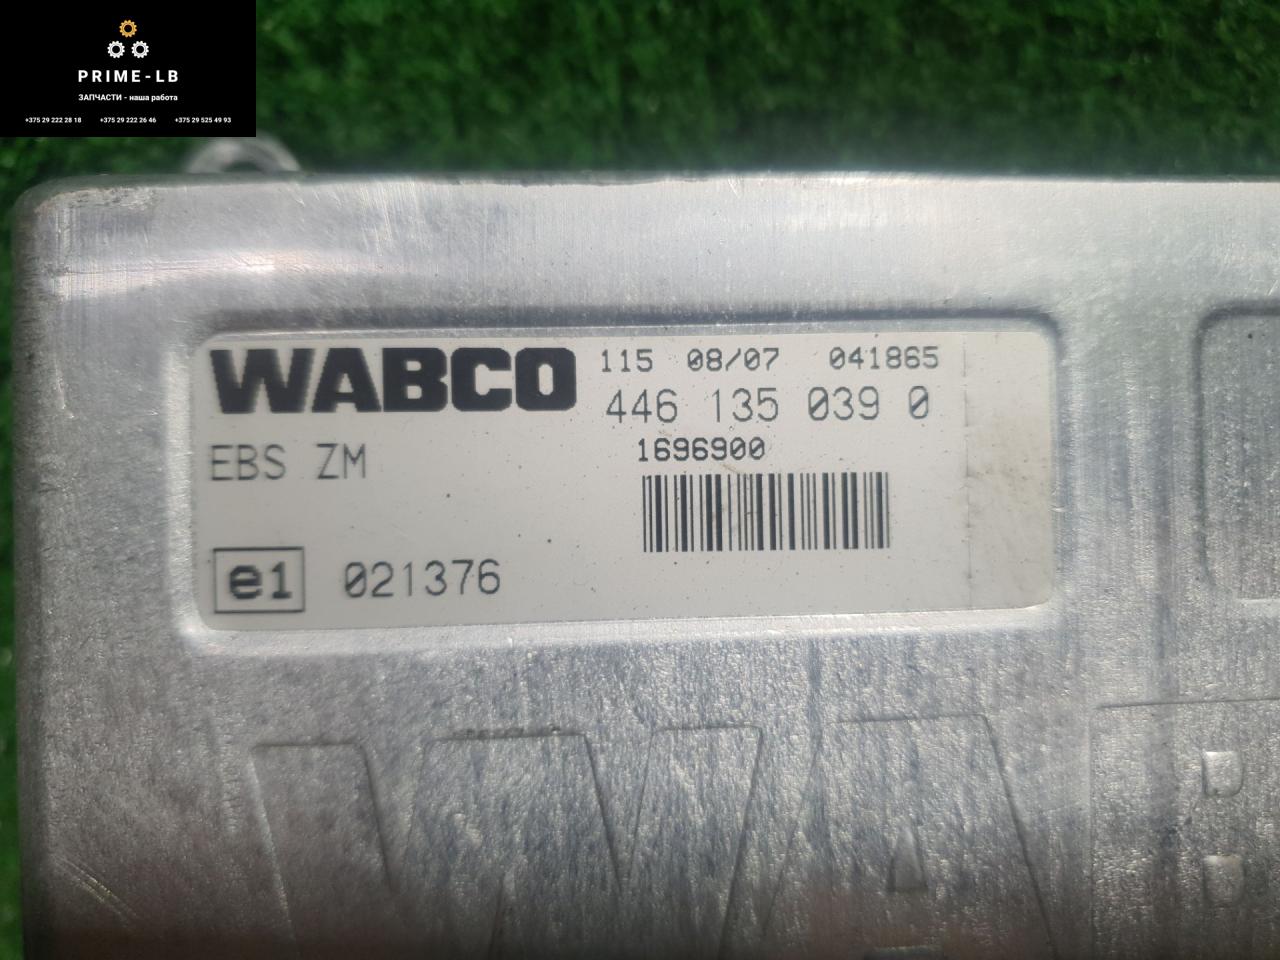 PRIME-LB
ЗАПЧАСТИ - наша работа
+375 29 222 28 18 +375 29 222 26 46 +375 29 525 49 93
WABCO 115 08/07 041865
446 135 039 0
EBS ZM 1696900
e1 021376
WA